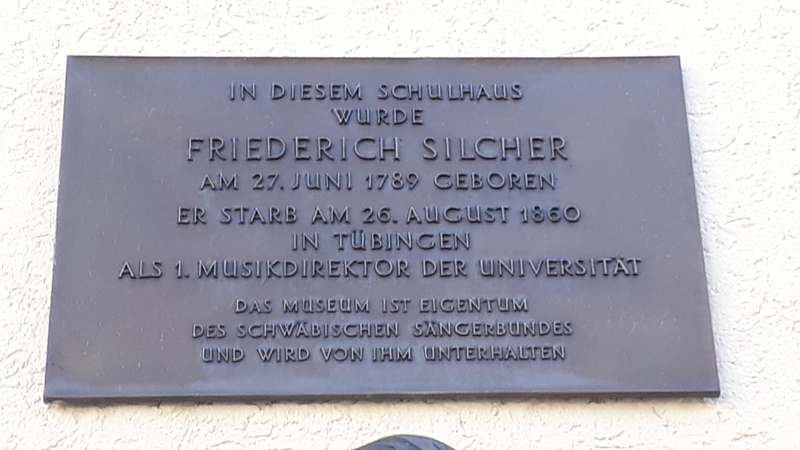 IN DIESEM SCHULHAUS
WURDE
FRIEDERICH SILCHER
AM 27. JUNI 1789 GEBOREN
ER STARB AM 26. AUGUST 1860
IN TÜBINGEN
ALS 1. MUSIKDIREKTOR DER UNIVERSITÄT
DAS MUSEUM IST EIGENTUM
DES SCHWÄBISCHEN SÄNGERBUNDES
UND WIRD VON IHM UNTERHALTEN